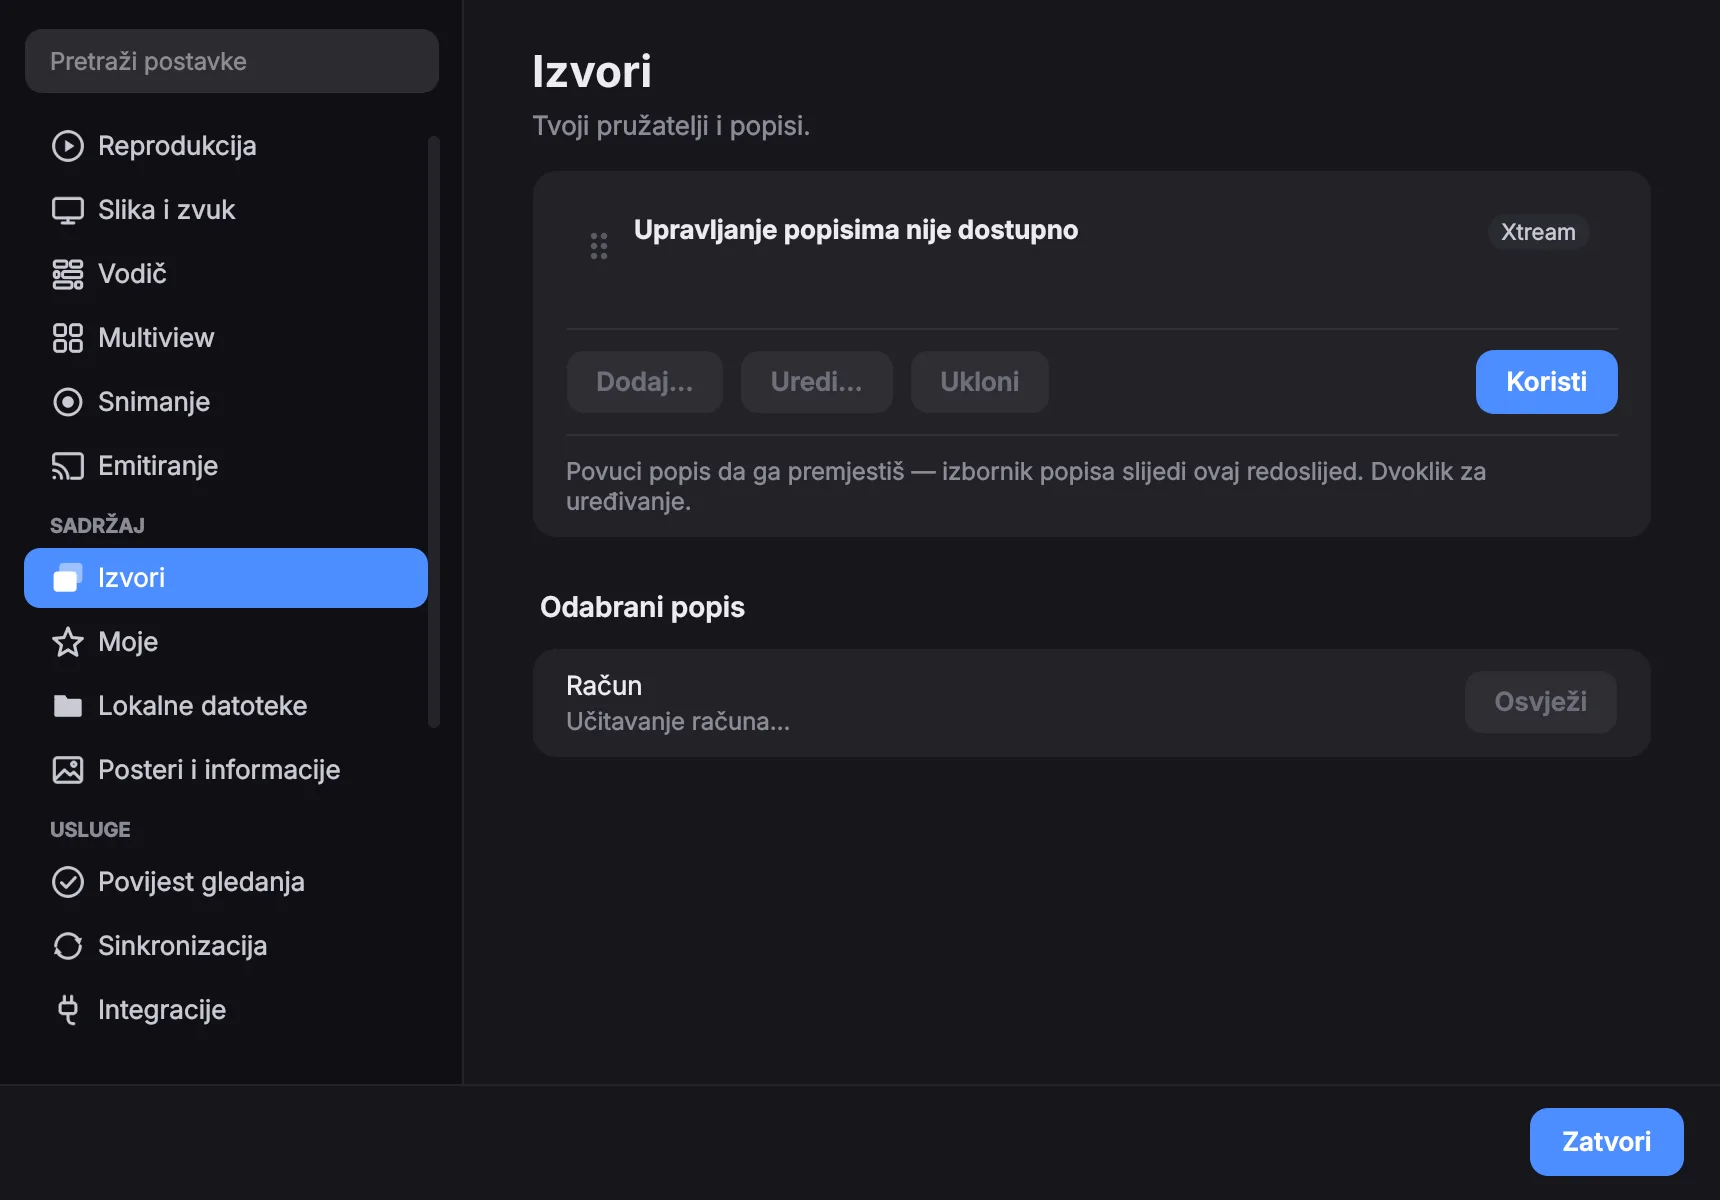 Pretraži postavke
Reprodukcija
Slika i zvuk
Vodič
Multiview
Snimanje
Emitiranje
SADRŽAJ
Izvori
Moje
Lokalne datoteke
Posteri i informacije
USLUGE
Povijest gledanja
Sinkronizacija
Integracije
Izvori
Tvoji pružatelji i popisi.
Upravljanje popisima nije dostupno
Xtream
Dodaj...
Uredi...
Ukloni
Koristi
Povuci popis da ga premjestiš — izbornik popisa slijedi ovaj redoslijed. Dvoklik za
uređivanje.
Odabrani popis
Račun
Učitavanje računa...
Osvježi
Zatvori